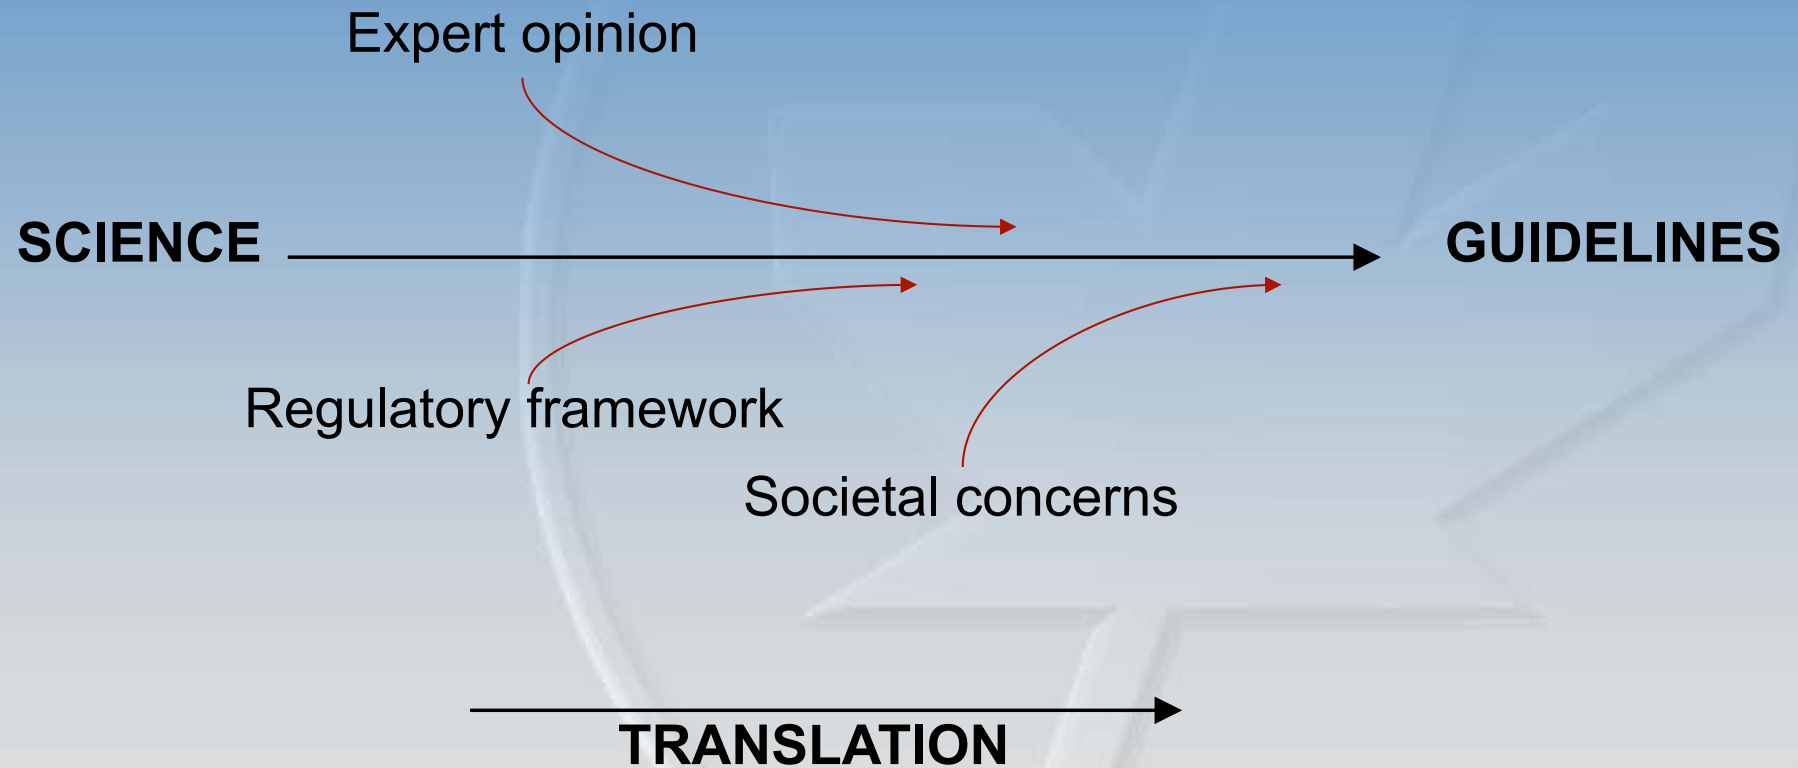 Expert opinion
SCIENCE
GUIDELINES
Regulatory framework
Societal concerns
TRANSLATION